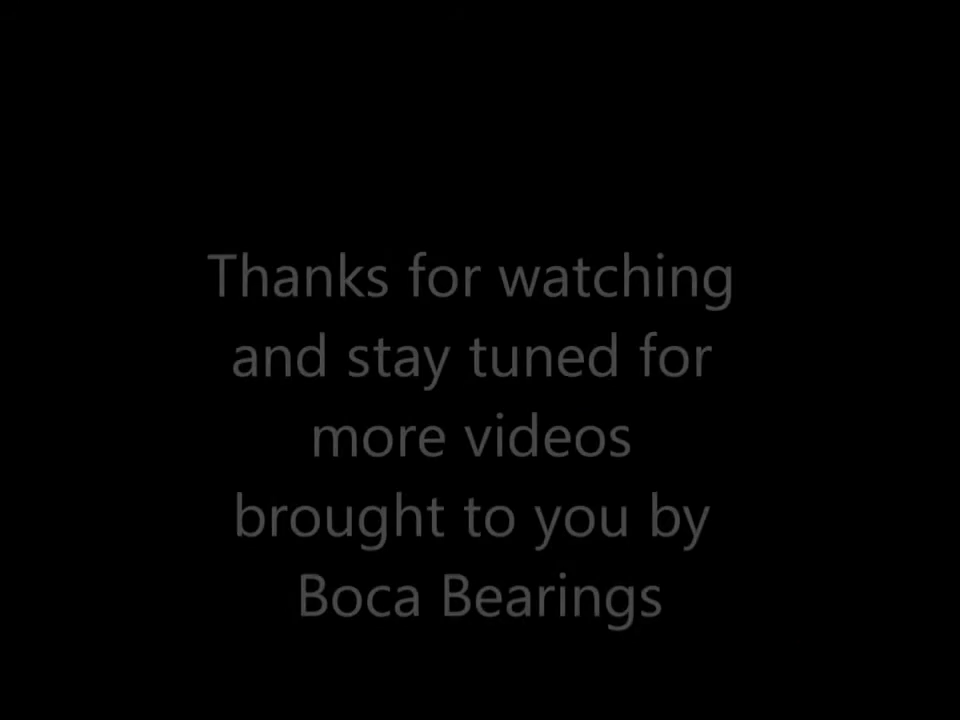 Thanks for watching
and stay tuned for
more videos
brought to you by
Boca Bearings